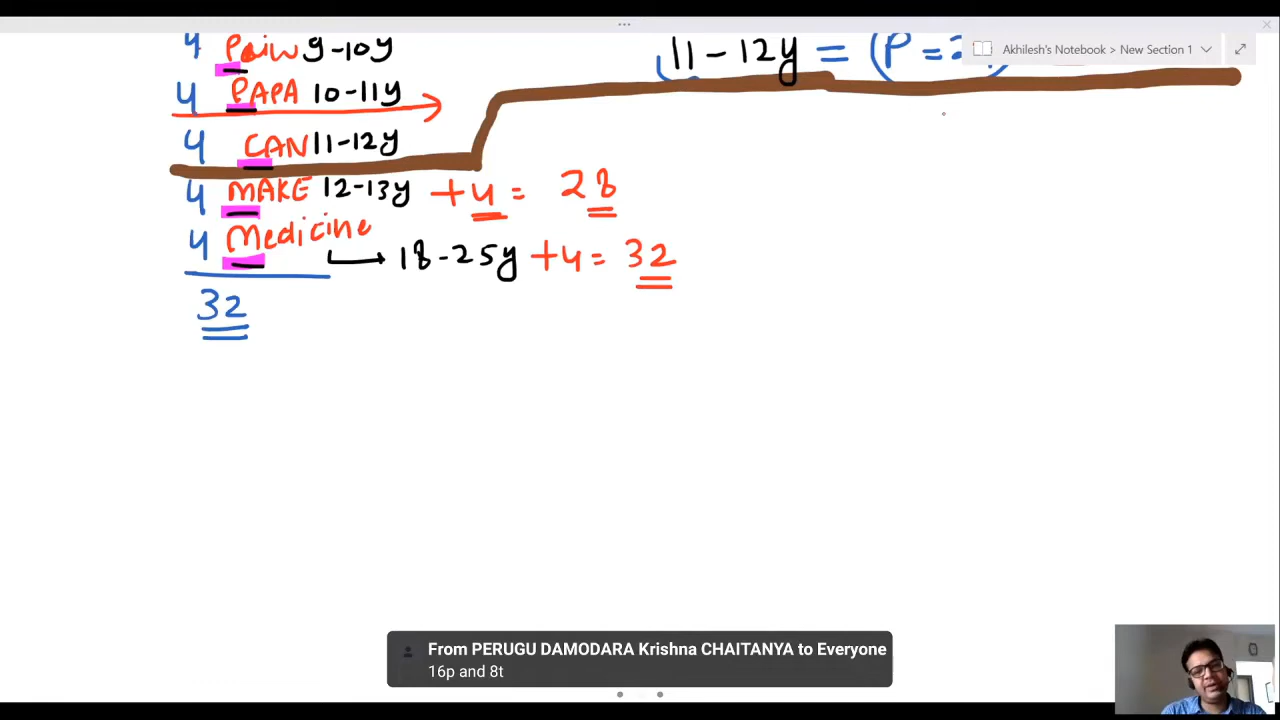 4 Pain 9-10y
11-12y = (P = 2
Akhilesh's Notebook > New Section 1
4 PAPA 10-11y
4 CAN 11-12y
4 MAKE 12-13y + 4 = 28
4 Medicine
18-25y + 4 = 32
32
From PERUGU DAMODARA Krishna CHAITANYA to Everyone
16p and 8t